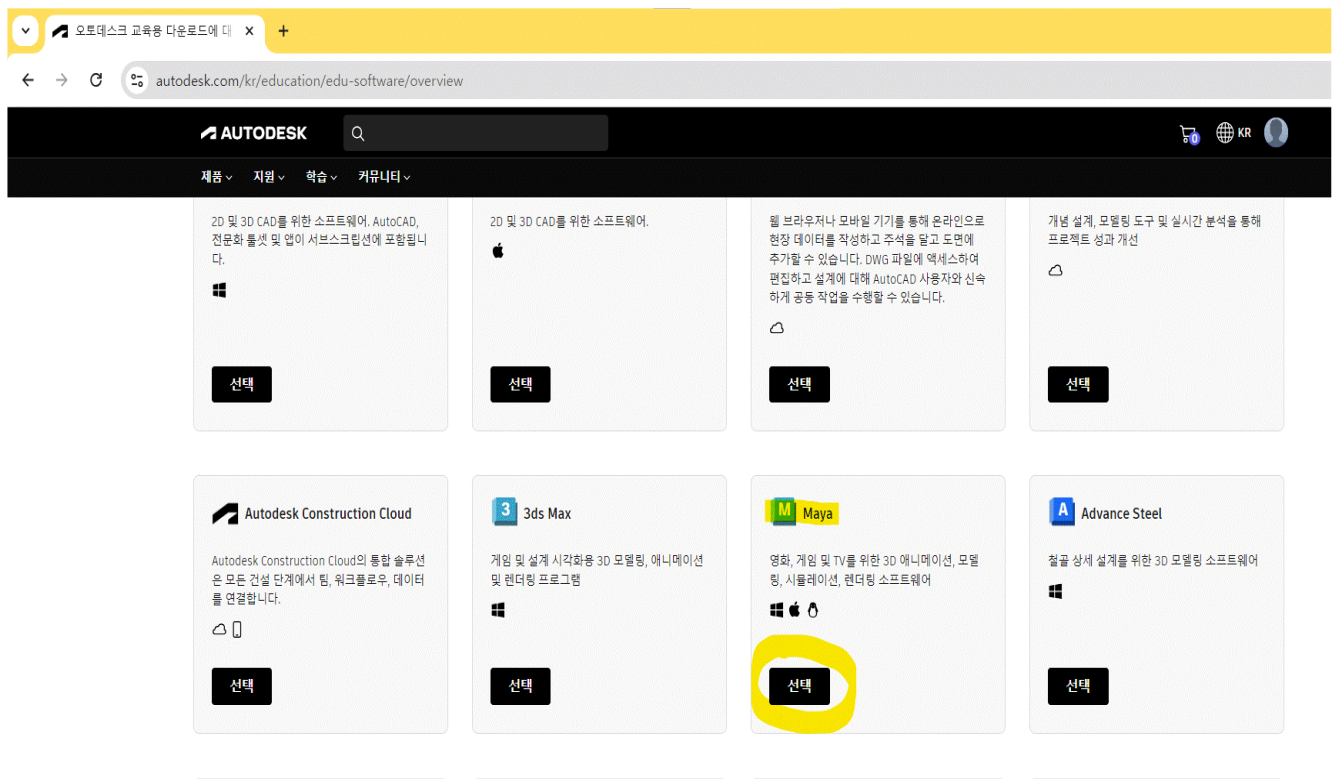 오토데스크 교육용 다운로드에 대
autodesk.com/kr/education/edu-software/overview
AUTODESK
0
KR
제품
지원
학습
커뮤니티
2D 및 3D CAD를 위한 소프트웨어. AutoCAD,
전문화 툴셋 및 앱이 서브스크립션에 포함됩니
다.
선택
2D 및 3D CAD를 위한 소프트웨어.
선택
웹 브라우저나 모바일 기기를 통해 온라인으로
현장 데이터를 작성하고 주석을 달고 도면에
추가할 수 있습니다. DWG 파일에 액세스하여
편집하고 설계에 대해 AutoCAD 사용자와 신속
하게 공동 작업을 수행할 수 있습니다.
선택
개념 설계, 모델링 도구 및 실시간 분석을 통해
프로젝트 성과 개선
선택
Autodesk Construction Cloud
Autodesk Construction Cloud의 통합 솔루션
은 모든 건설 단계에서 팀, 워크플로우, 데이터
를 연결합니다.
선택
3
3ds Max
게임 및 설계 시각화용 3D 모델링, 애니메이션
및 렌더링 프로그램
선택
M
Maya
영화, 게임 및 TV를 위한 3D 애니메이션, 모델
링, 시뮬레이션, 렌더링 소프트웨어
선택
A
Advance Steel
철골 상세 설계를 위한 3D 모델링 소프트웨어
선택